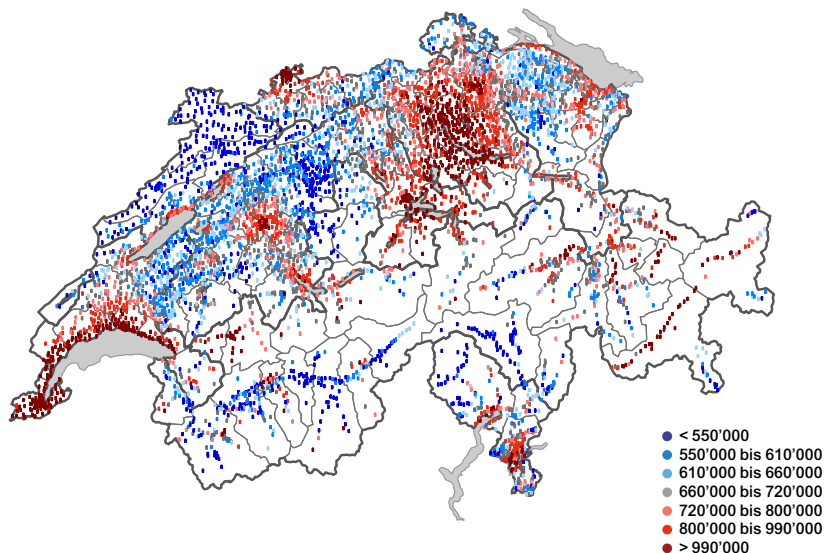 < 550’000
550’000 bis 610’000
610’000 bis 660’000
660’000 bis 720’000
720’000 bis 800’000
800’000 bis 990’000
> 990’000